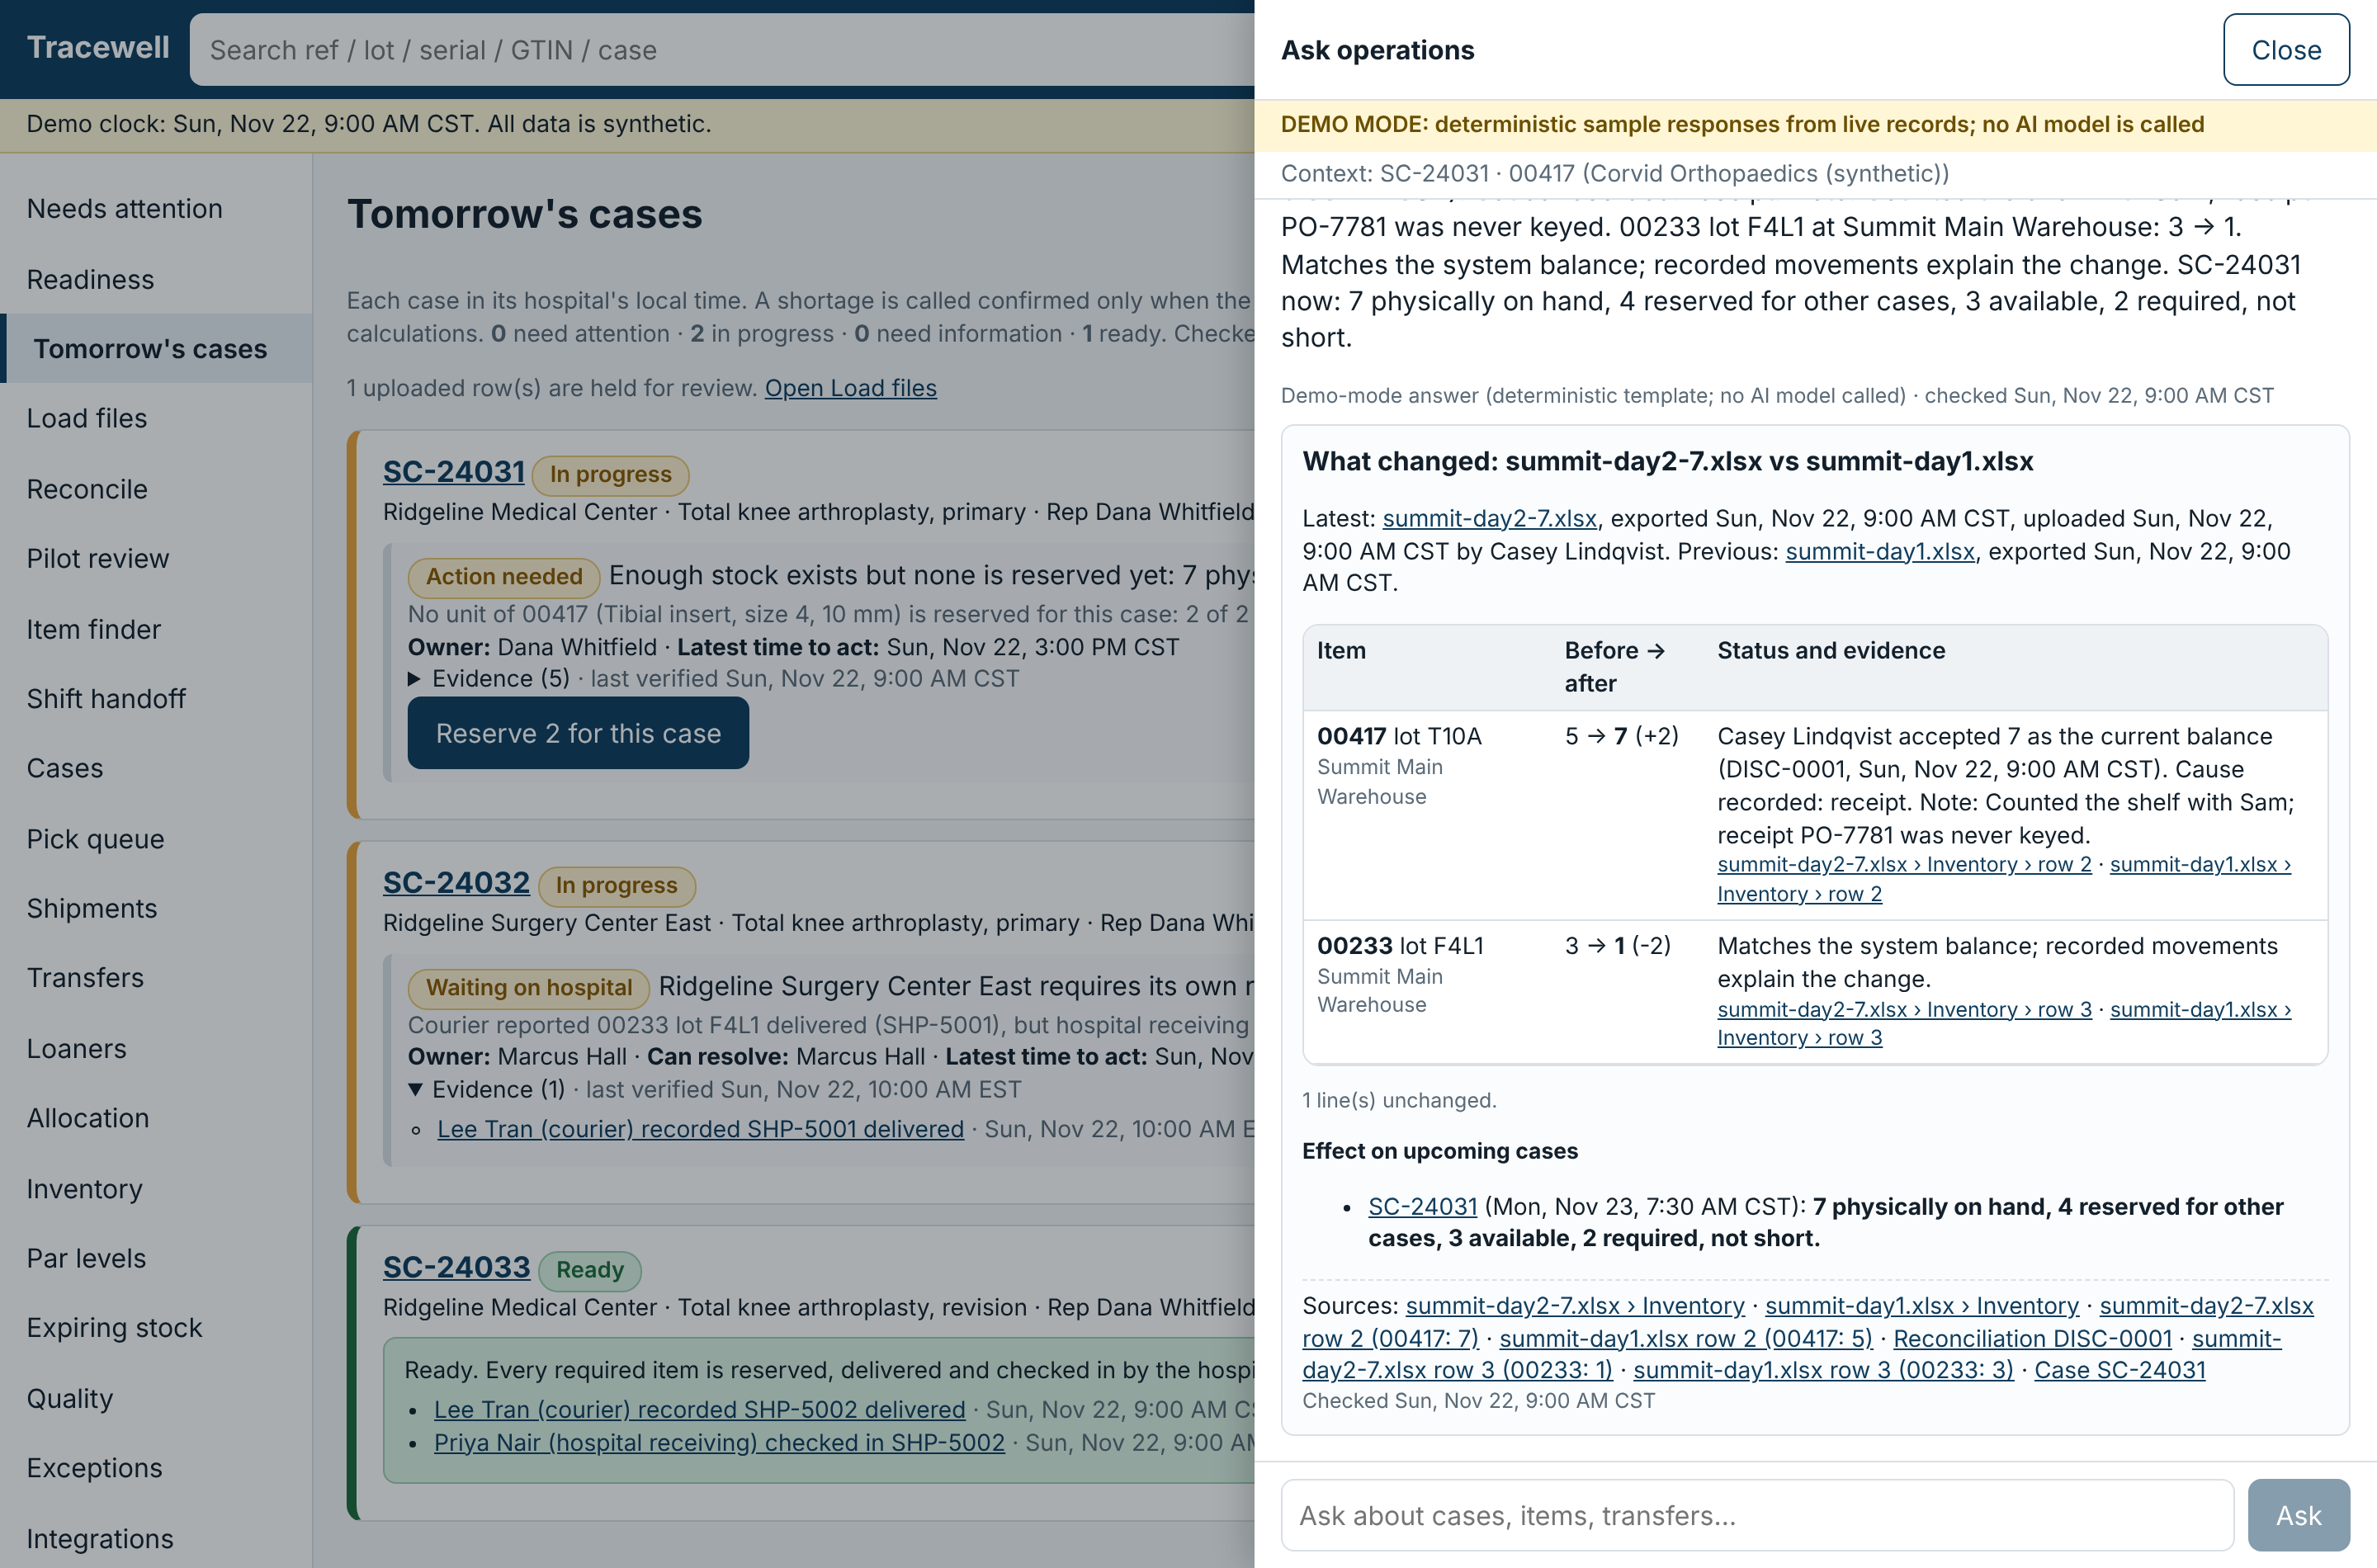 Tracewell
Search ref / lot / serial / GTIN / case
Demo clock: Sun, Nov 22, 9:00 AM CST. All data is synthetic.
Needs attention
Readiness
Tomorrow's cases
Load files
Reconcile
Pilot review
Item finder
Shift handoff
Cases
Pick queue
Shipments
Transfers
Loaners
Allocation
Inventory
Par levels
Expiring stock
Quality
Exceptions
Integrations
Tomorrow's cases
Each case in its hospital's local time. A shortage is called confirmed only when the
calculations. 0 need attention · 2 in progress · 0 need information · 1 ready. Checke
1 uploaded row(s) are held for review. Open Load files
SC-24031 In progress
Ridgeline Medical Center · Total knee arthroplasty, primary · Rep Dana Whitfield
Action needed Enough stock exists but none is reserved yet: 7 phys
No unit of 00417 (Tibial insert, size 4, 10 mm) is reserved for this case: 2 of 2
Owner: Dana Whitfield · Latest time to act: Sun, Nov 22, 3:00 PM CST
▶ Evidence (5) · last verified Sun, Nov 22, 9:00 AM CST
Reserve 2 for this case
SC-24032 In progress
Ridgeline Surgery Center East · Total knee arthroplasty, primary · Rep Dana Whi
Waiting on hospital Ridgeline Surgery Center East requires its own r
Courier reported 00233 lot F4L1 delivered (SHP-5001), but hospital receiving
Owner: Marcus Hall · Can resolve: Marcus Hall · Latest time to act: Sun, Nov
▼ Evidence (1) · last verified Sun, Nov 22, 10:00 AM EST
Lee Tran (courier) recorded SHP-5001 delivered · Sun, Nov 22, 10:00 AM E
SC-24033 Ready
Ridgeline Medical Center · Total knee arthroplasty, revision · Rep Dana Whitfield
Ready. Every required item is reserved, delivered and checked in by the hospi
• Lee Tran (courier) recorded SHP-5002 delivered · Sun, Nov 22, 9:00 AM CS
• Priya Nair (hospital receiving) checked in SHP-5002 · Sun, Nov 22, 9:00 AM
Ask operations
Close
DEMO MODE: deterministic sample responses from live records; no AI model is called
Context: SC-24031 · 00417 (Corvid Orthopaedics (synthetic))
PO-7781 was never keyed. 00233 lot F4L1 at Summit Main Warehouse: 3 → 1.
Matches the system balance; recorded movements explain the change. SC-24031
now: 7 physically on hand, 4 reserved for other cases, 3 available, 2 required, not
short.
Demo-mode answer (deterministic template; no AI model called) · checked Sun, Nov 22, 9:00 AM CST
What changed: summit-day2-7.xlsx vs summit-day1.xlsx
Latest: summit-day2-7.xlsx, exported Sun, Nov 22, 9:00 AM CST, uploaded Sun, Nov 22,
9:00 AM CST by Casey Lindqvist. Previous: summit-day1.xlsx, exported Sun, Nov 22, 9:00
AM CST.
Item
Before →
after
Status and evidence
00417 lot T10A
Summit Main
Warehouse
5 → 7 (+2)
Casey Lindqvist accepted 7 as the current balance
(DISC-0001, Sun, Nov 22, 9:00 AM CST). Cause
recorded: receipt. Note: Counted the shelf with Sam;
receipt PO-7781 was never keyed.
summit-day2-7.xlsx › Inventory › row 2 · summit-day1.xlsx ›
Inventory › row 2
00233 lot F4L1
Summit Main
Warehouse
3 → 1 (-2)
Matches the system balance; recorded movements
explain the change.
summit-day2-7.xlsx › Inventory › row 3 · summit-day1.xlsx ›
Inventory › row 3
1 line(s) unchanged.
Effect on upcoming cases
• SC-24031 (Mon, Nov 23, 7:30 AM CST): 7 physically on hand, 4 reserved for other
cases, 3 available, 2 required, not short.
Sources: summit-day2-7.xlsx › Inventory · summit-day1.xlsx › Inventory · summit-day2-7.xlsx
row 2 (00417: 7) · summit-day1.xlsx row 2 (00417: 5) · Reconciliation DISC-0001 · summit-
day2-7.xlsx row 3 (00233: 1) · summit-day1.xlsx row 3 (00233: 3) · Case SC-24031
Checked Sun, Nov 22, 9:00 AM CST
Ask about cases, items, transfers...
Ask